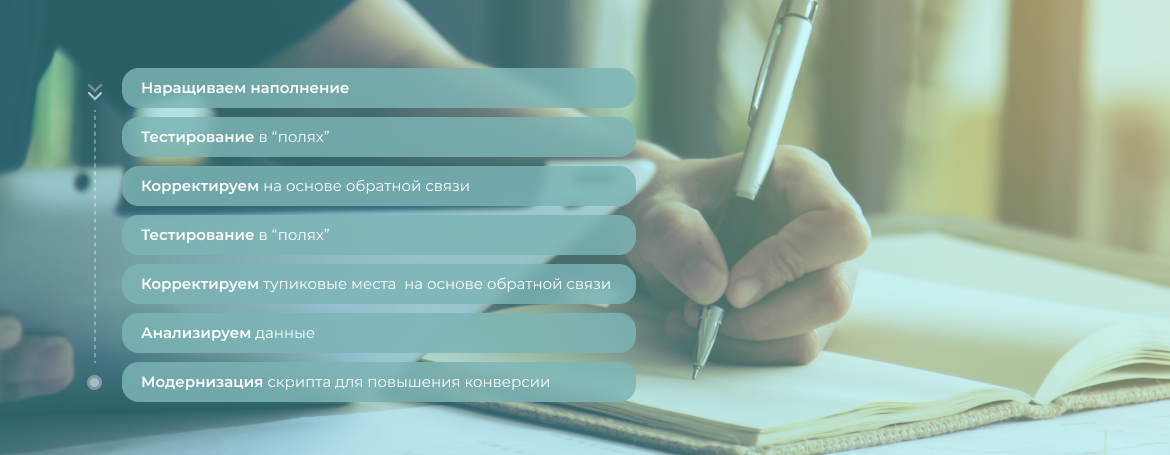 Наращиваем наполнение
Тестирование в “полях”
Корректируем на основе обратной связи
Тестирование в “полях”
Корректируем тупиковые места  на основе обратной связи
Анализируем данные
Модернизация скрипта для повышения конверсии